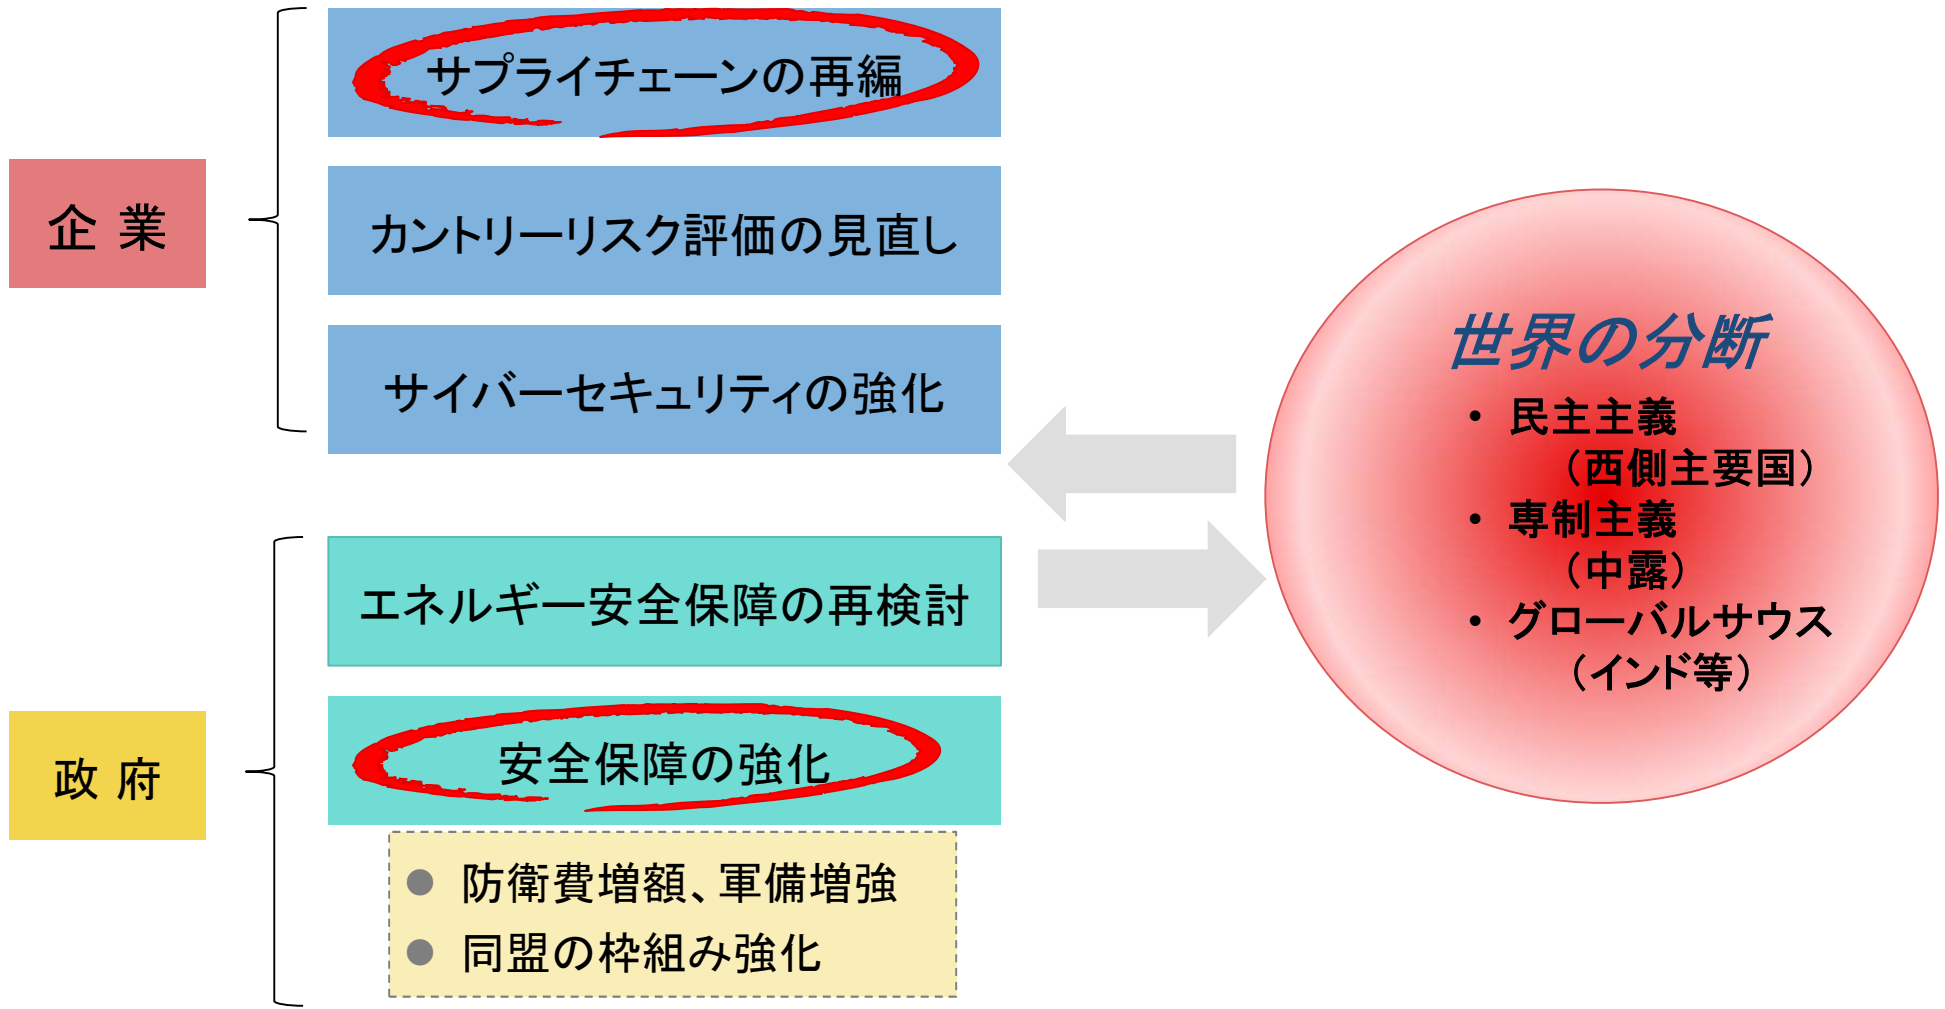 企 業
サプライチェーンの再編
カントリーリスク評価の見直し
サイバーセキュリティの強化
政 府
エネルギー安全保障の再検討
安全保障の強化
● 防衛費増額、軍備増強
● 同盟の枠組み強化
世界の分断
• 民主主義
（西側主要国）
• 専制主義
（中露）
• グローバルサウス
（インド等）